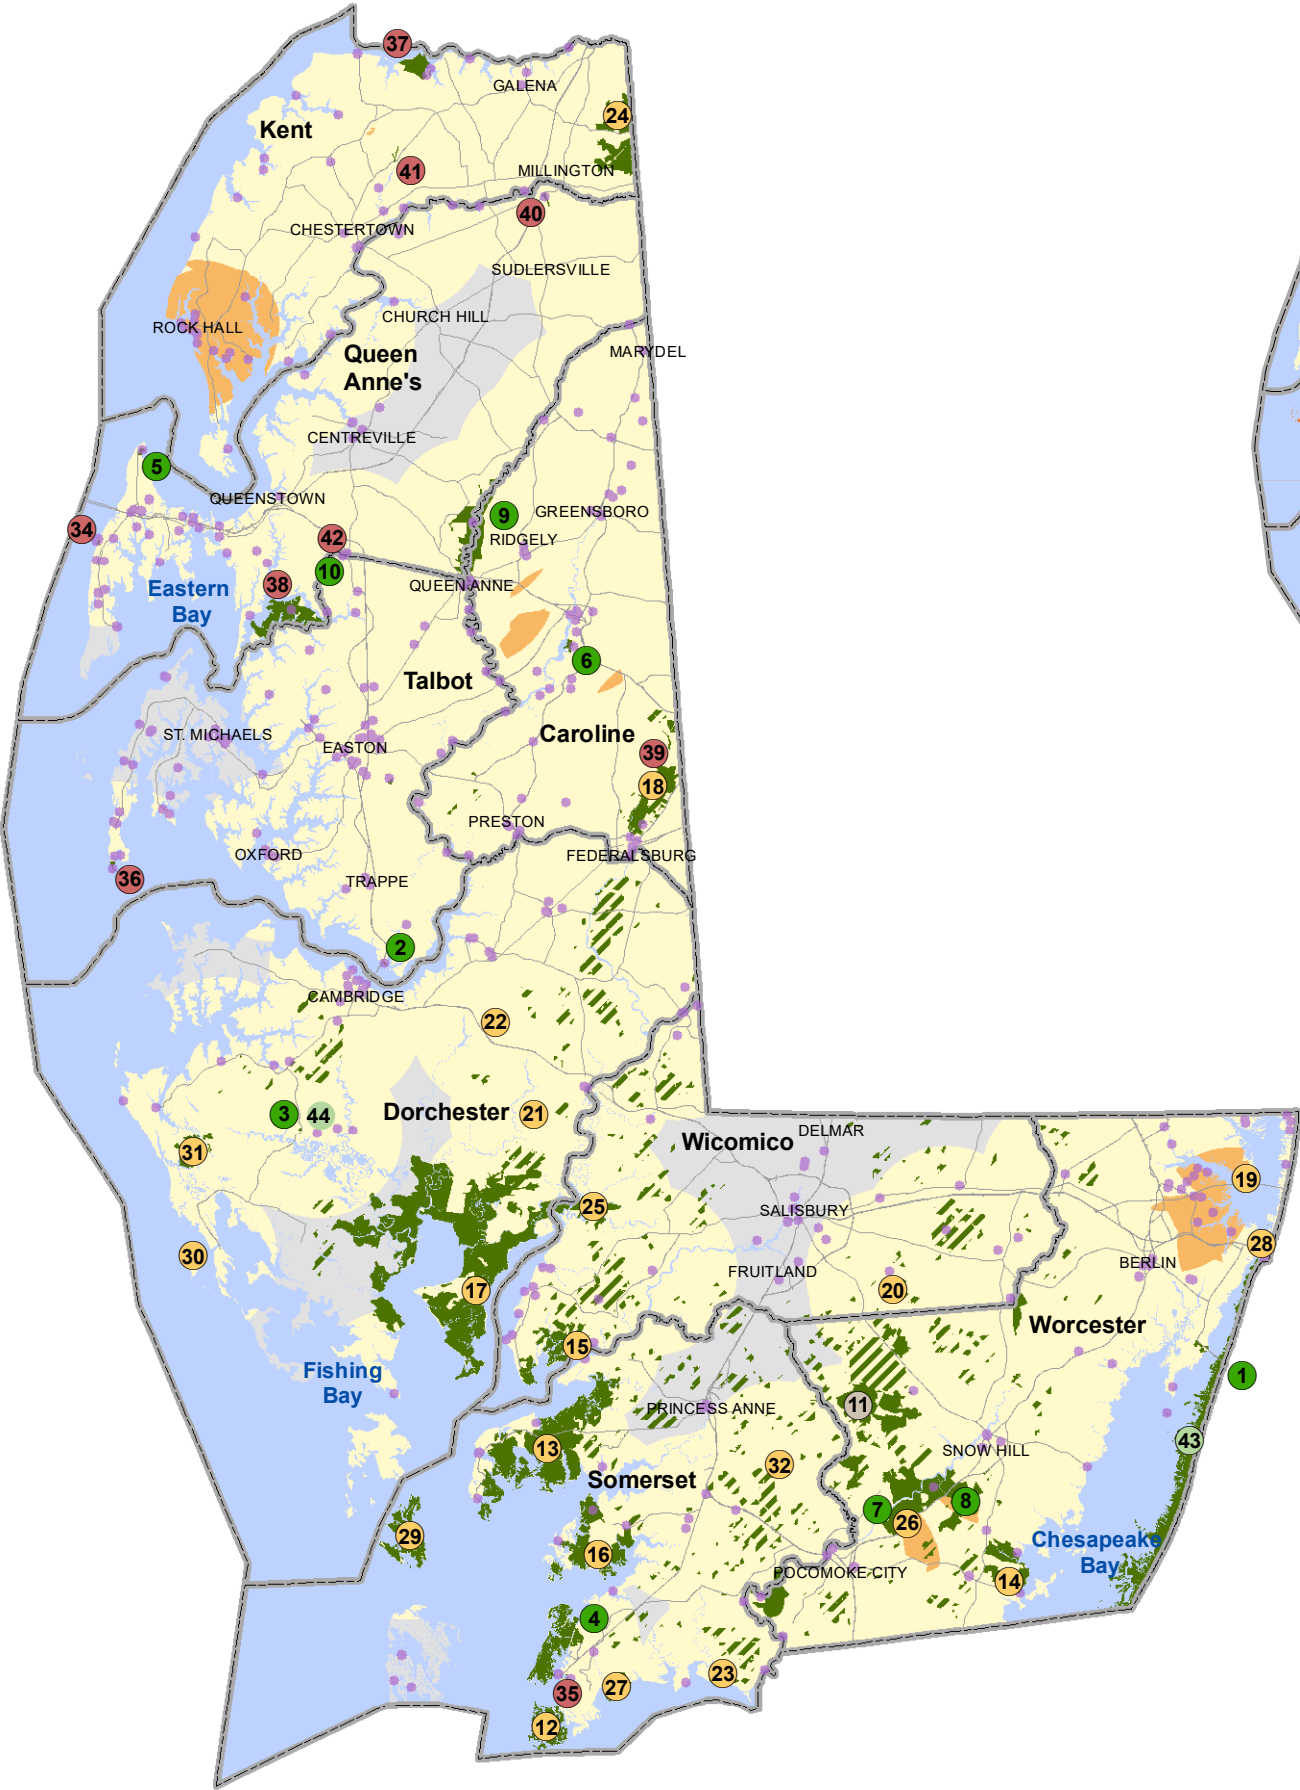 37
GALENA
24
Kent
41
MILLINGTON
40
CHESTERTOWN
SUDLERSVILLE
CHURCH HILL
ROCK HALL
Queen
Anne's
MARYDEL
CENTREVILLE
5
QUEENSTOWN
9
GREENSBORO
34
42
RIDGELY
10
38
QUEEN ANNE
Eastern
Bay
6
Talbot
ST. MICHAELS
EASTON
Caroline
39
18
PRESTON
OXFORD
FEDERALSBURG
36
TRAPPE
2
CAMBRIDGE
22
3
44
Dorchester
21
Wicomico
DELMAR
31
19
25
SALISBURY
30
28
BERLIN
17
FRUITLAND
20
Worcester
15
Fishing
Bay
1
PRINCESS ANNE
11
43
13
SNOW HILL
32
Somerset
7
8
26
29
Chesapeake
Bay
16
POCOMOKE CITY
14
4
23
27
35
12